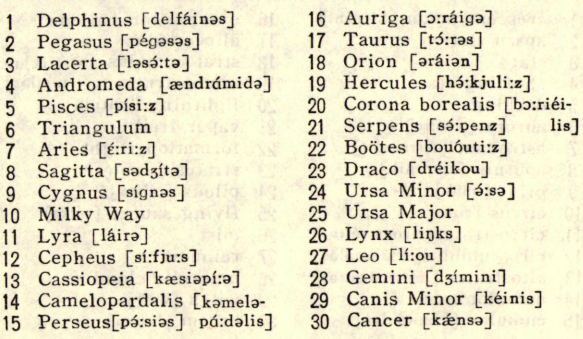 1 Delphinus [delfáinəs]
2 Pegasus [pégəsəs]
3 Lacerta [ləsə́:tə]
4 Andromeda [ændrámidə]
5 Pisces [písi:z]
6 Triangulum
7 Aries [ɛ́:ri:z]
8 Sagitta [sədʒítə]
9 Cygnus [sígnəs]
10 Milky Way
11 Lyra [láirə]
12 Cepheus [sí:fju:s]
13 Cassiopeia [kæsiəpí:ə]
14 Camelopardalis [kəmelə-
15 Perseus[pə́:siəs] pá:dəlis]
16 Auriga [ɔ:ráigə]
17 Taurus [tɔ́:rəs]
18 Orion [əráiən]
19 Hercules [hə́:kjuli:z]
20 Corona borealis [bɔ:riéi-
21 Serpens [sə́:penz] lis]
22 Boötes [bouóuti:z]
23 Draco [dréikou]
24 Ursa Minor [ə́:sə]
25 Ursa Major
26 Lynx [liŋks]
27 Leo [lí:ou]
28 Gemini [dʒímini]
29 Canis Minor [kéinis]
30 Cancer [kǽnsə]